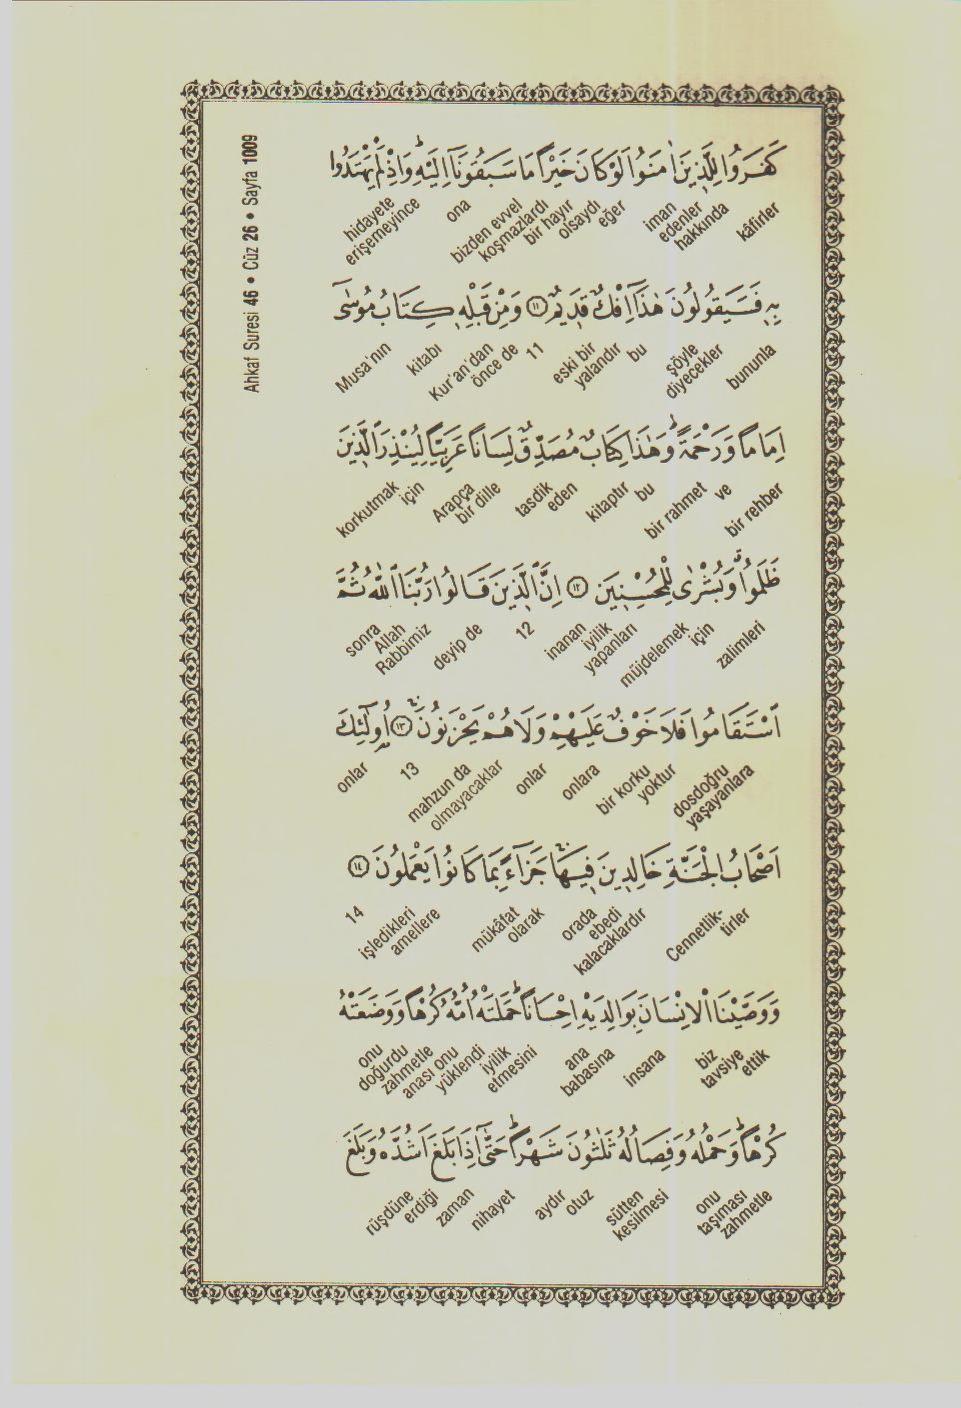 Ahkaf Suresi 46 • Cüz 26 • Sayfa 1009
كَفَرُوا لِلَّذ۪ينَ اٰمَنُوا لَوْ كَانَ خَيْرًا مَا سَبَقُونَٓا اِلَيْهِۜ وَاِذْ لَمْ يَهْتَدُوا
kâfirler iman edenler hakkında eğer bir hayır olsaydı bizden evvel koşmazlardı ona hidayete erişemeyince
بِه۪ فَسَيَقُولُونَ هٰذَٓا اِفْكٌ قَد۪يمٌ ﴿١١﴾ وَمِنْ قَبْلِه۪ كِتَابُ مُوسٰٓى
bununla şöyle diyecekler bu eski bir yalandır 11 Kur'an'dan önce de kitabı Musa'nın
اِمَامًا وَرَحْمَةًۜ وَهٰذَا كِتَابٌ مُصَدِّقٌ لِسَانًا عَرَبِيًّا لِيُنْذِرَ الَّذ۪ينَ
bir rehber ve bir rahmet bu kitaptır tasdik eden Arapça bir dille korkutmak için
ظَلَمُواۗ وَبُشْرٰى لِلْمُحْسِن۪ينَ ﴿١٢﴾ اِنَّ الَّذ۪ينَ قَالُوا رَبُّنَا اللّٰهُ ثُمَّ
zalimleri müjdelemek için inanan iyilik yapanları 12 deyip de Rabbimiz Allah sonra
اسْتَقَامُوا فَلَا خَوْفٌ عَلَيْهِمْ وَلَا هُمْ يَحْزَنُونَۚ ﴿١٣﴾ اُو۬لٰٓئِكَ
dosdoğru yaşayanlara bir korku yoktur onlara onlar mahzun da olmayacaklar 13 onlar
اَصْحَابُ الْجَنَّةِ خَالِد۪ينَ ف۪يهَاۚ جَزَٓاءً بِمَا كَانُوا يَعْمَلُونَ ﴿١٤﴾
Cennetlik-tirler orada ebedi kalacaklardır mükâfat olarak işledikleri amellere 14
وَوَصَّيْنَا الْاِنْسَانَ بِوَالِدَيْهِ اِحْسَانًاۜ حَمَلَتْهُ اُمُّهُ كُرْهًا وَوَضَعَتْهُ
biz tavsiye ettik insana ana babasına iyilik etmesini anası onu yüklendi zahmetle onu doğurdu
كُرْهًاۜ وَحَمْلُهُ وَفِصَالُهُ ثَلٰثُونَ شَهْرًاۜ حَتّٰٓى اِذَا بَلَغَ اَشُدَّهُ وَبَلَغَ
zahmetle onu taşıması sütten kesilmesi otuz aydır nihayet zaman rüşdüne erdiği